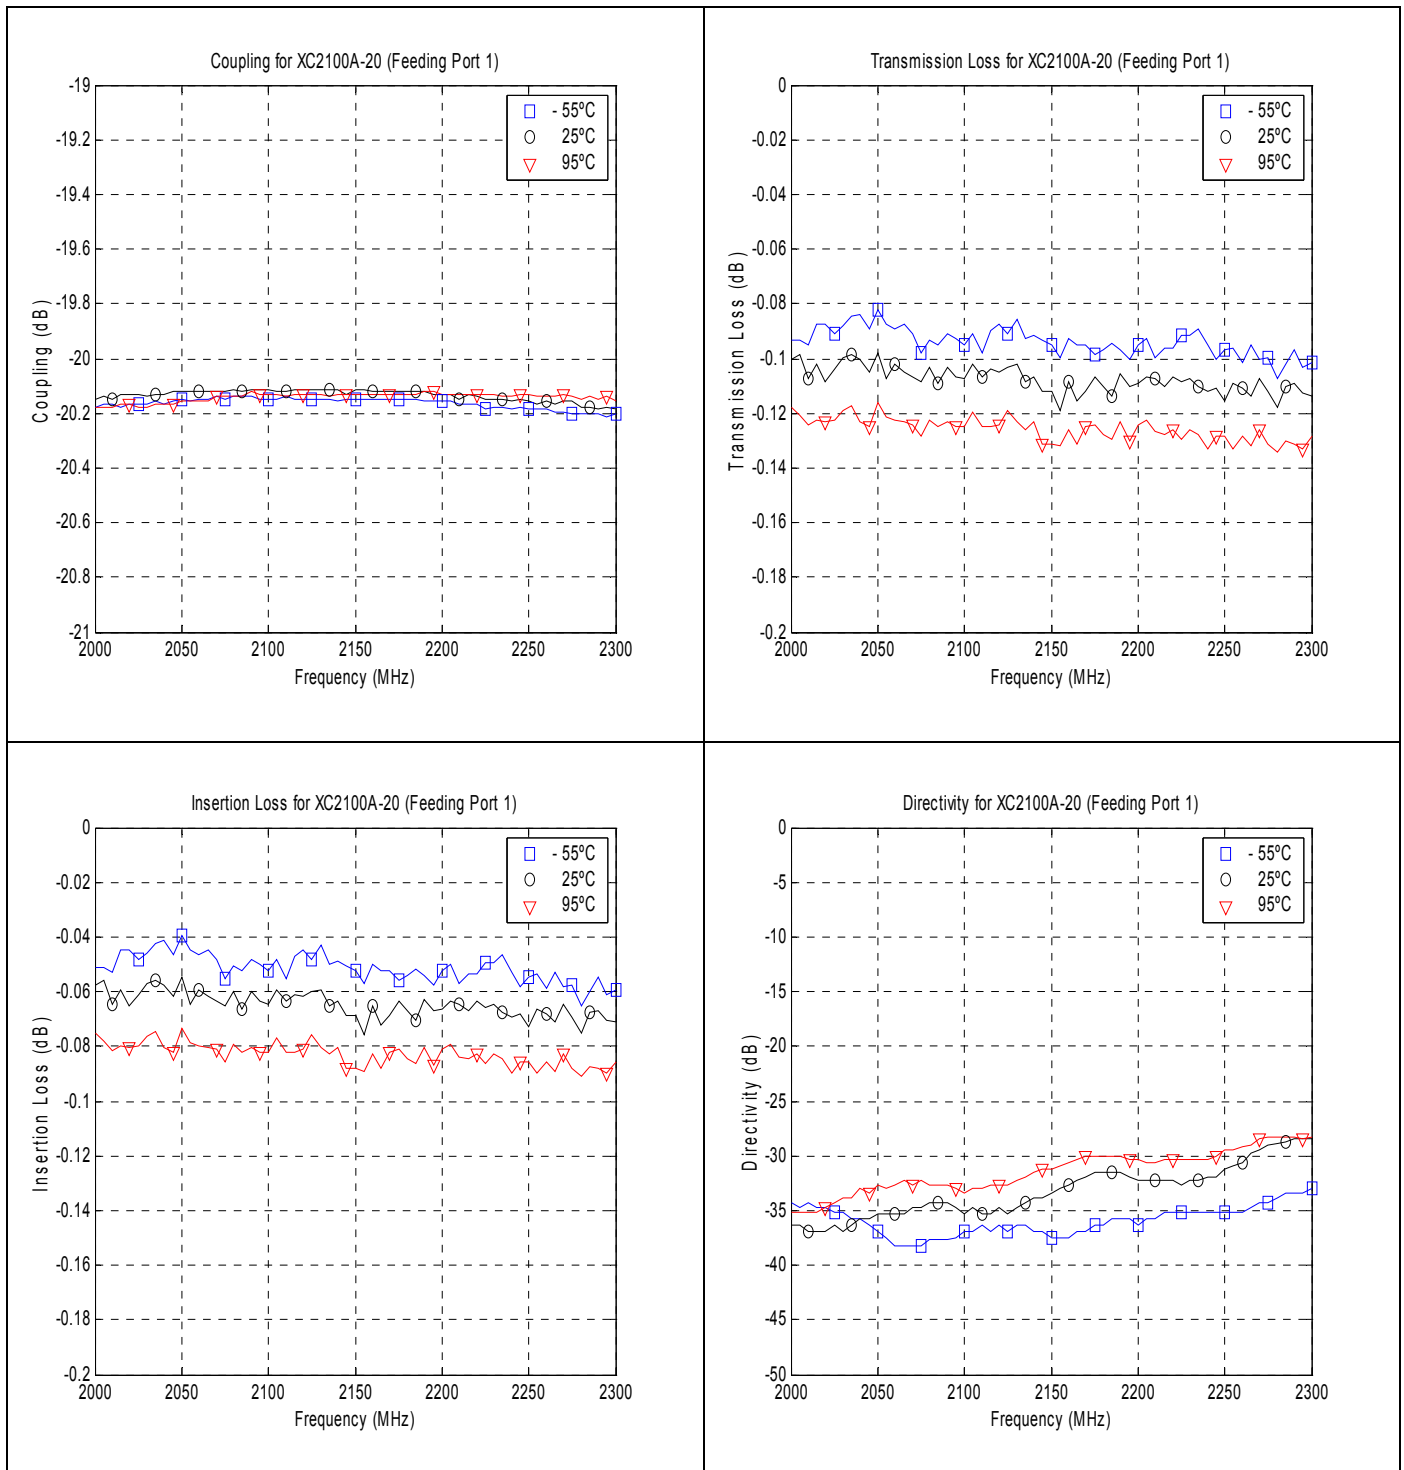 Coupling for XC2100A-20 (Feeding Port 1)
-19
-19.2
-19.4
-19.6
-19.8
-20
-20.2
-20.4
-20.6
-20.8
-21
Coupling (dB)
- 55ºC
25ºC
95ºC
2000 2050 2100 2150 2200 2250 2300
Frequency (MHz)
Transmission Loss for XC2100A-20 (Feeding Port 1)
0
-0.02
-0.04
-0.06
-0.08
-0.1
-0.12
-0.14
-0.16
-0.18
-0.2
Transmission Loss (dB)
- 55ºC
25ºC
95ºC
2000 2050 2100 2150 2200 2250 2300
Frequency (MHz)
Insertion Loss for XC2100A-20 (Feeding Port 1)
0
-0.02
-0.04
-0.06
-0.08
-0.1
-0.12
-0.14
-0.16
-0.18
-0.2
Insertion Loss (dB)
- 55ºC
25ºC
95ºC
2000 2050 2100 2150 2200 2250 2300
Frequency (MHz)
Directivity for XC2100A-20 (Feeding Port 1)
0
-5
-10
-15
-20
-25
-30
-35
-40
-45
-50
Directivity (dB)
- 55ºC
25ºC
95ºC
2000 2050 2100 2150 2200 2250 2300
Frequency (MHz)